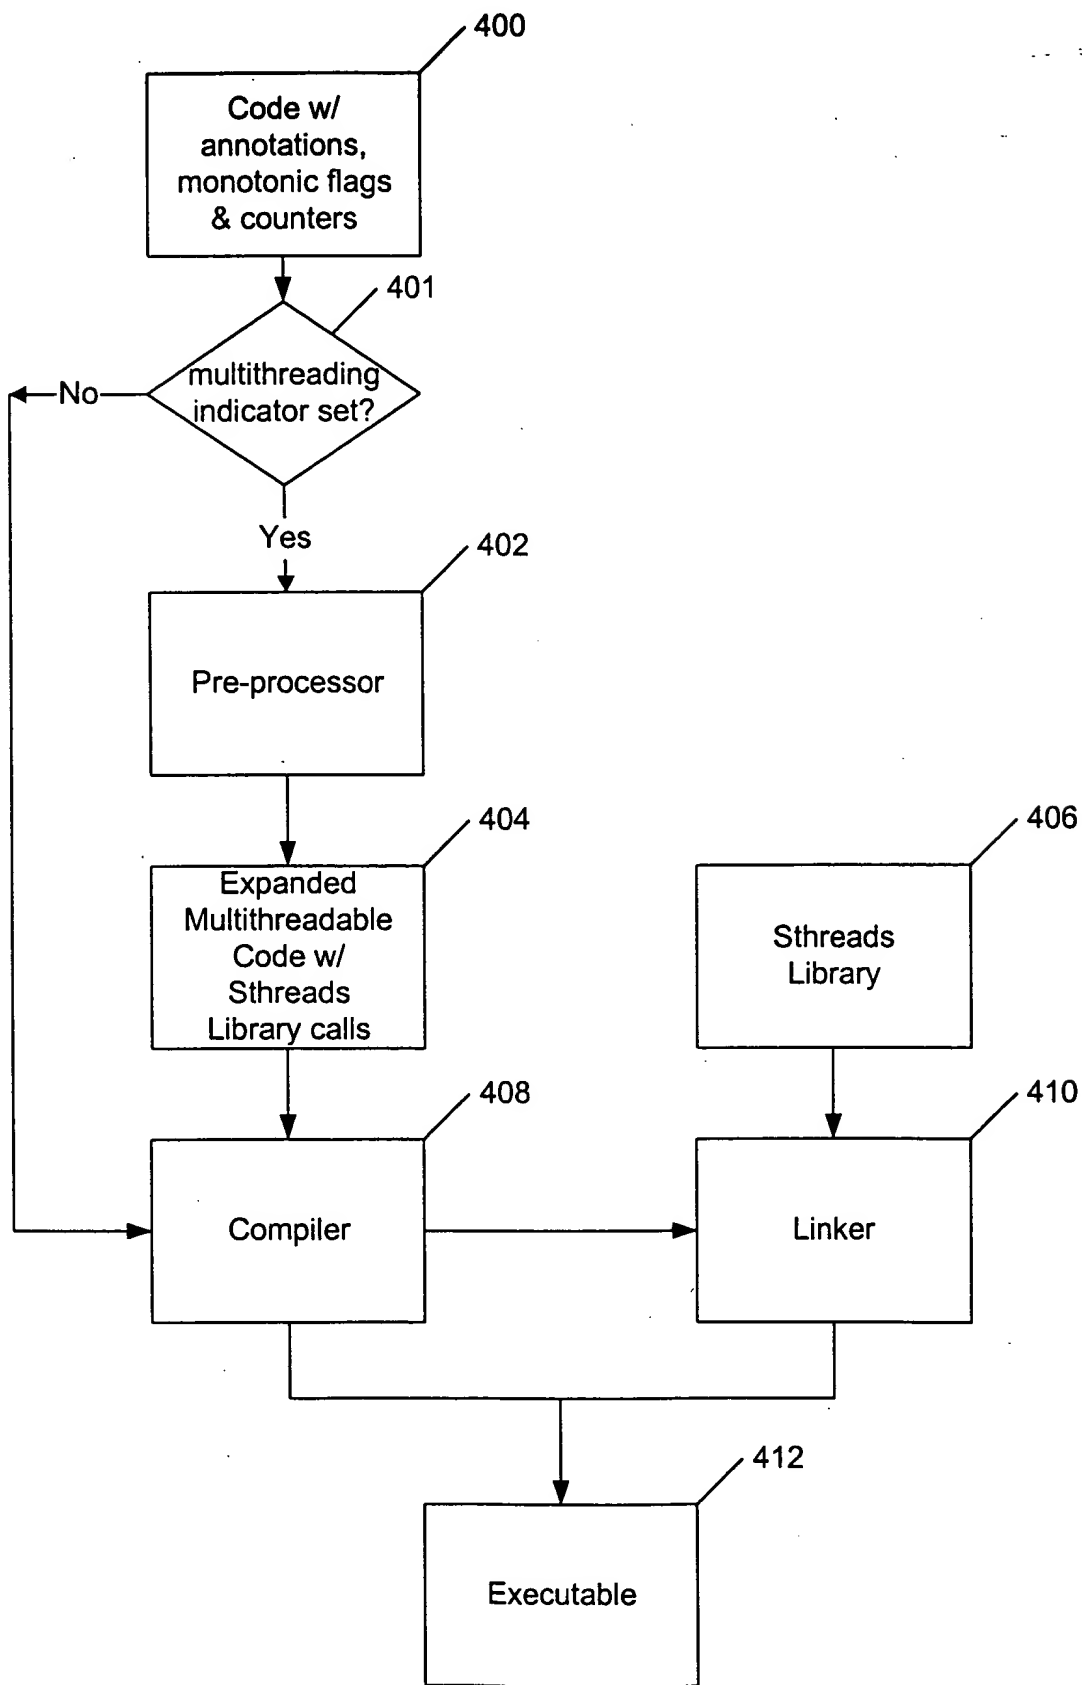 400
Code w/
annotations,
monotonic flags
& counters
401
multithreading
indicator set?
No
Yes
402
Pre-processor
404
Expanded
Multithreadable
Code w/
Sthreads
Library calls
406
Sthreads
Library
408
Compiler
410
Linker
412
Executable